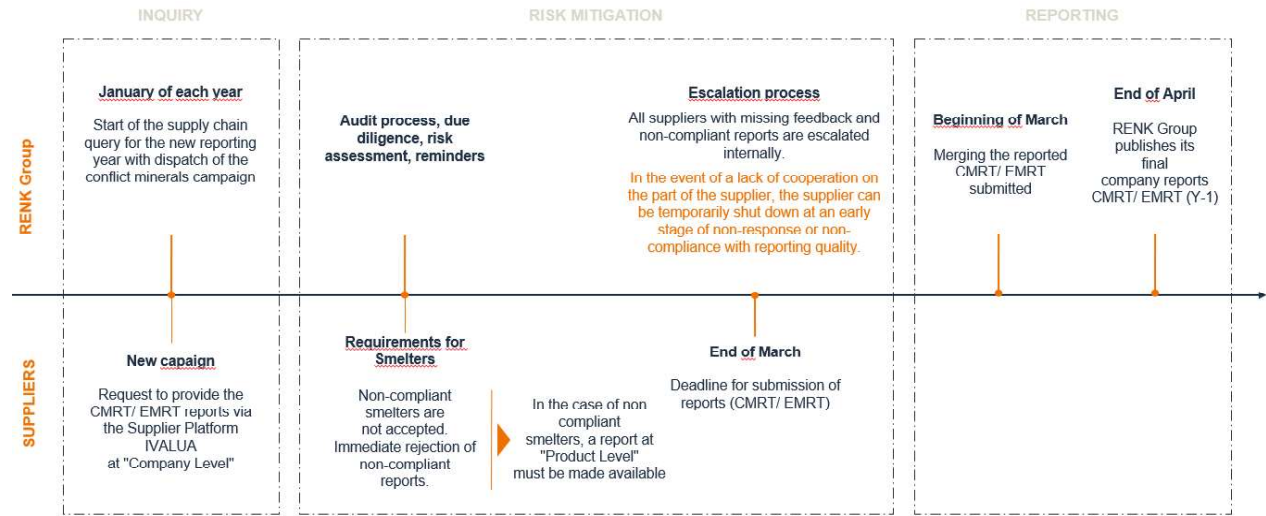 INQUIRY
RISK MITIGATION
REPORTING
RENK Group
January of each year
Start of the supply chain
query for the new reporting
year with dispatch of the
conflict minerals campaign
Audit process, due
diligence, risk
assessment, reminders
Escalation process
All suppliers with missing feedback and
non-compliant reports are escalated
internally.
In the event of a lack of cooperation on
the part of the supplier, the supplier can
be temporarily shut down at an early
stage of non-response or non-
compliance with reporting quality.
Beginning of March
Merging the reported
CMRT/ EMRT
submitted
End of April
RENK Group
publishes its
final
company reports
CMRT/ EMRT (Y-1)
SUPPLIERS
New capaign
Request to provide the
CMRT/ EMRT reports via
the Supplier Platform
IVALUA
at "Company Level"
Requirements for
Smelters
Non-compliant
smelters are
not accepted.
Immediate rejection of
non-compliant
reports.
In the case of non
compliant
smelters, a report at
"Product Level"
must be made available
End of March
Deadline for submission of
reports (CMRT/ EMRT)